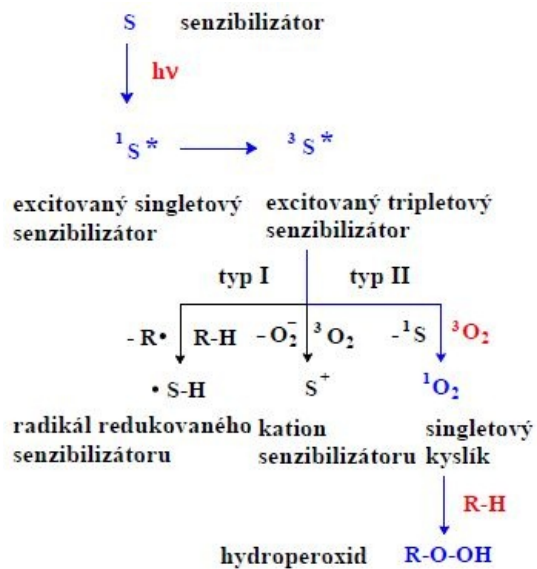 S senzibilizátor
hν
¹S* ³S*
excitovaný singletový senzibilizátor
excitovaný tripletový senzibilizátor
typ I typ II
- R• R-H - O₂⁻ ³O₂ -¹S ³O₂
• S-H S⁺ ¹O₂
radikál redukovaného senzibilizátoru
kation senzibilizátoru
singletový kyslík
R-H
hydroperoxid R-O-OH